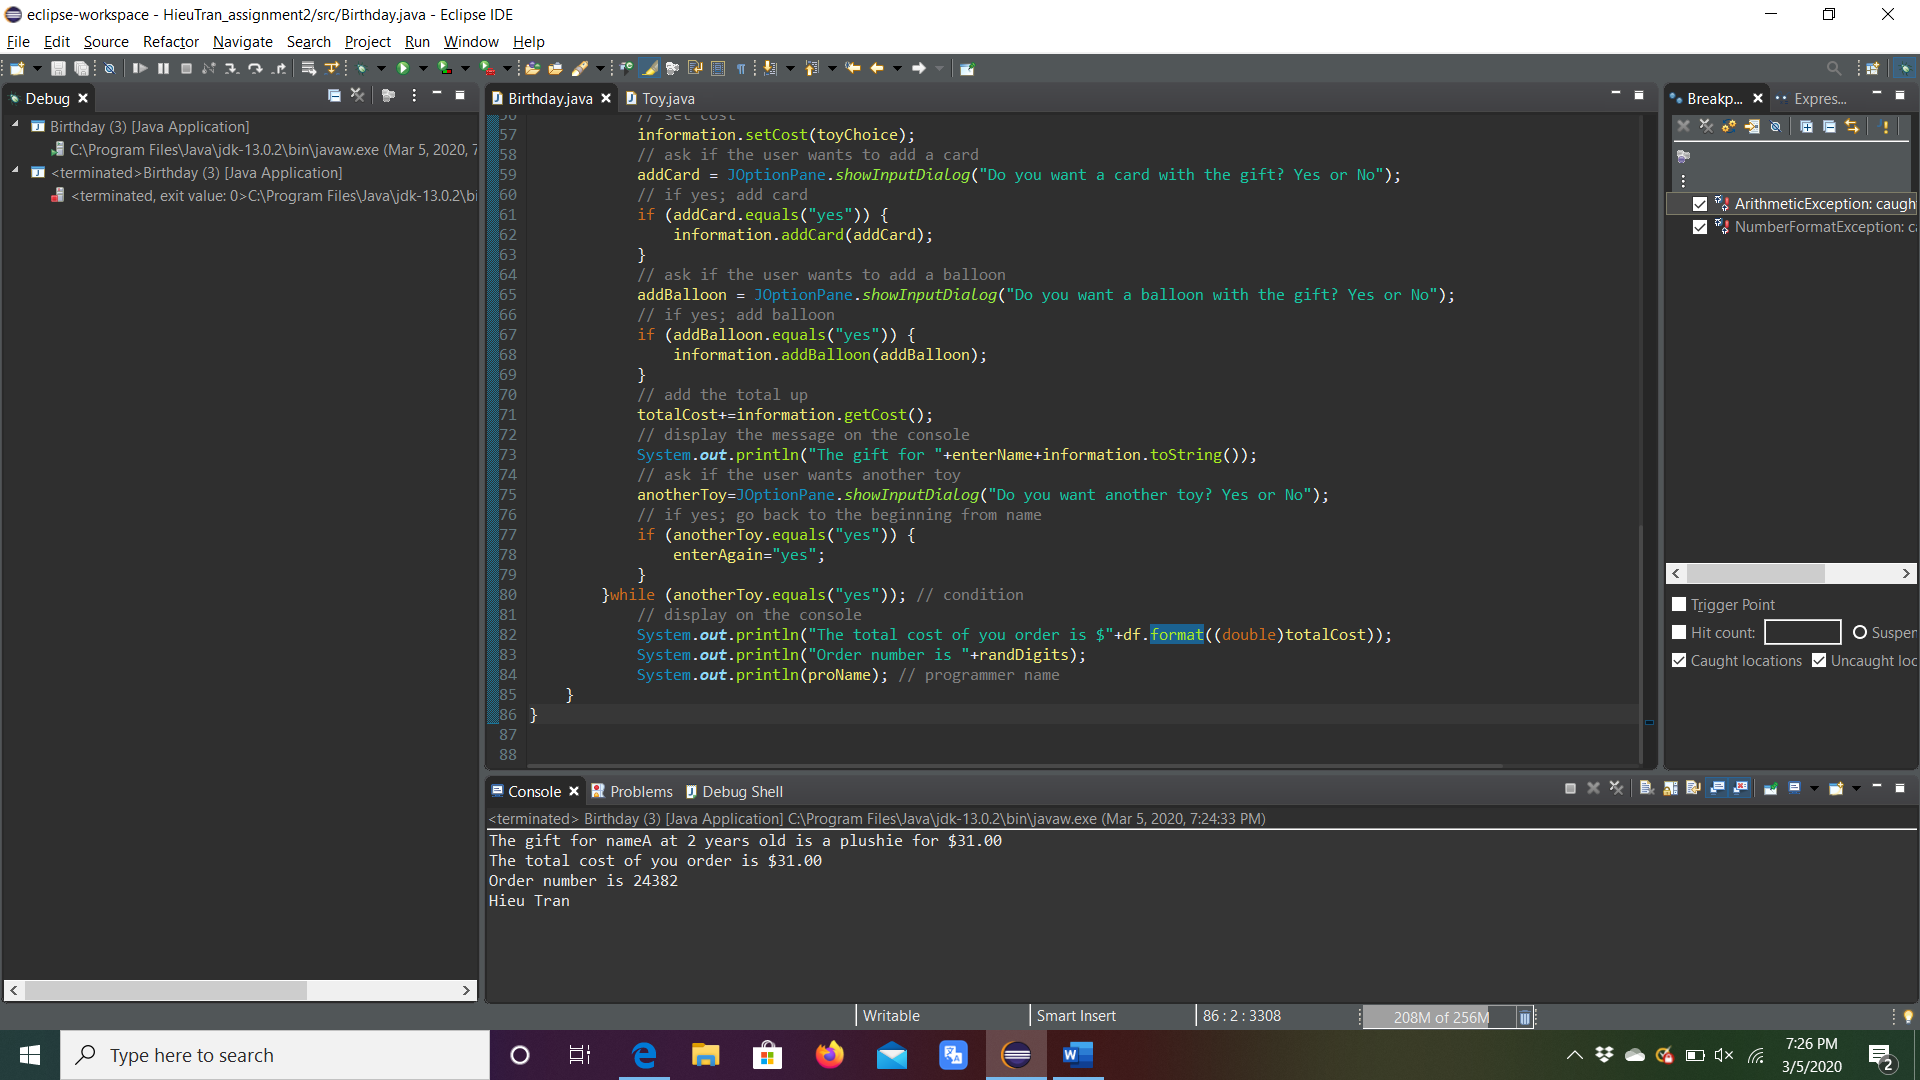 eclipse-workspace - HieuTran_assignment2/src/Birthday.java - Eclipse IDE
File Edit Source Refactor Navigate Search Project Run Window Help
Debug
Birthday (3) [Java Application]
C:\Program Files\Java\jdk-13.0.2\bin\javaw.exe (Mar 5, 2020, 7
<terminated>Birthday (3) [Java Application]
<terminated, exit value: 0>C:\Program Files\Java\jdk-13.0.2\bi
Birthday.java Toy.java
56 // set cost
57 information.setCost(toyChoice);
58 // ask if the user wants to add a card
59 addCard = JOptionPane.showInputDialog("Do you want a card with the gift? Yes or No");
60 // if yes; add card
61 if (addCard.equals("yes")) {
62 information.addCard(addCard);
63 }
64 // ask if the user wants to add a balloon
65 addBalloon = JOptionPane.showInputDialog("Do you want a balloon with the gift? Yes or No");
66 // if yes; add balloon
67 if (addBalloon.equals("yes")) {
68 information.addBalloon(addBalloon);
69 }
70 // add the total up
71 totalCost+=information.getCost();
72 // display the message on the console
73 System.out.println("The gift for "+enterName+information.toString());
74 // ask if the user wants another toy
75 anotherToy=JOptionPane.showInputDialog("Do you want another toy? Yes or No");
76 // if yes; go back to the beginning from name
77 if (anotherToy.equals("yes")) {
78 enterAgain="yes";
79 }
80 }while (anotherToy.equals("yes")); // condition
81 // display on the console
82 System.out.println("The total cost of you order is $"+df.format((double)totalCost));
83 System.out.println("Order number is "+randDigits);
84 System.out.println(proName); // programmer name
85 }
86 }
87
88
Breakp... Expres...
ArithmeticException: caugh
NumberFormatException: ca
Trigger Point
Hit count: Suspen
Caught locations Uncaught loc
Console Problems Debug Shell
<terminated> Birthday (3) [Java Application] C:\Program Files\Java\jdk-13.0.2\bin\javaw.exe (Mar 5, 2020, 7:24:33 PM)
The gift for nameA at 2 years old is a plushie for $31.00
The total cost of you order is $31.00
Order number is 24382
Hieu Tran
Writable Smart Insert 86 : 2 : 3308 208M of 256M
Type here to search
7:26 PM
3/5/2020
2